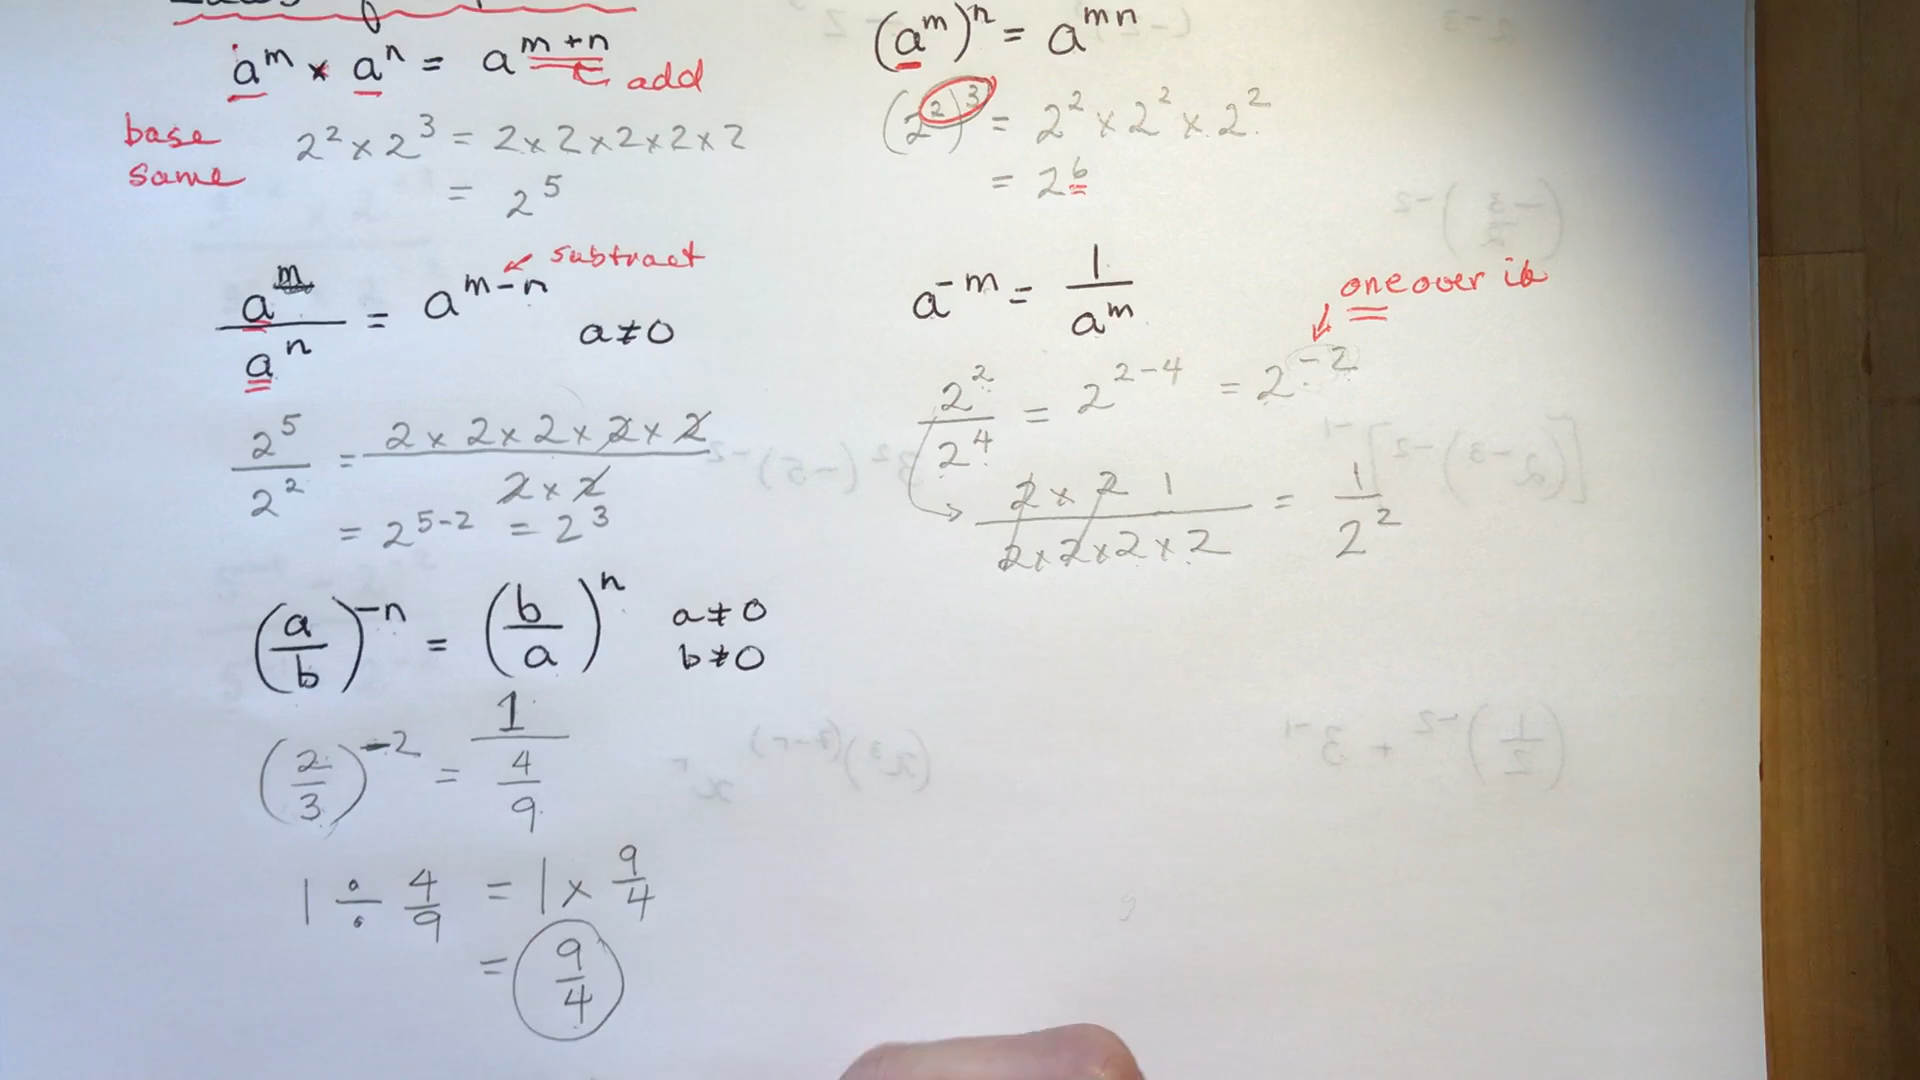 a^m × a^n = a^(m+n)
add
base same
2^2 × 2^3 = 2 × 2 × 2 × 2 × 2
= 2^5
a^m / a^n = a^(m-n)
subtract
a ≠ 0
2^5 / 2^2 = (2 × 2 × 2 × 2 × 2) / (2 × 2)
= 2^(5-2) = 2^3
(a/b)^(-n) = (b/a)^n
a ≠ 0
b ≠ 0
(2/3)^(-2) = 1 / (4/9)
1 ÷ 4/9 = 1 × 9/4
= 9/4
(a^m)^n = a^(mn)
(2^2)^3 = 2^2 × 2^2 × 2^2
= 2^6
a^(-m) = 1 / a^m
one over it
2^2 / 2^4 = 2^(2-4) = 2^(-2)
(2 × 2 1) / (2 × 2 × 2 × 2) = 1 / 2^2